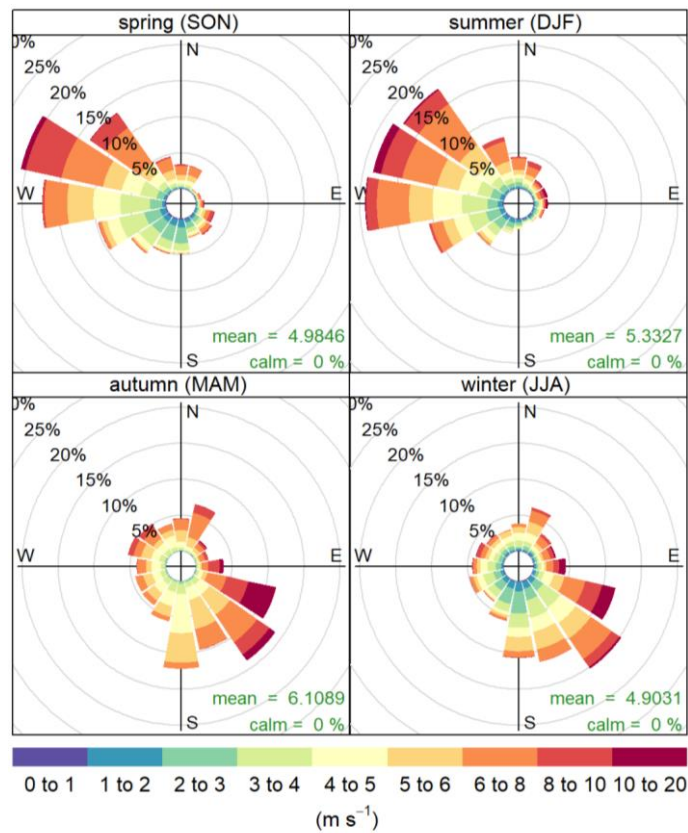 spring (SON)
0%
25%
20%
15%
10%
5%
N
W
E
S
mean = 4.9846
calm = 0 %
summer (DJF)
0%
25%
20%
15%
10%
5%
N
W
E
S
mean = 5.3327
calm = 0 %
autumn (MAM)
0%
25%
20%
15%
10%
5%
N
W
E
S
mean = 6.1089
calm = 0 %
winter (JJA)
0%
25%
20%
15%
10%
5%
N
W
E
S
mean = 4.9031
calm = 0 %
0 to 1 1 to 2 2 to 3 3 to 4 4 to 5 5 to 6 6 to 8 8 to 10 10 to 20
(m s⁻¹)